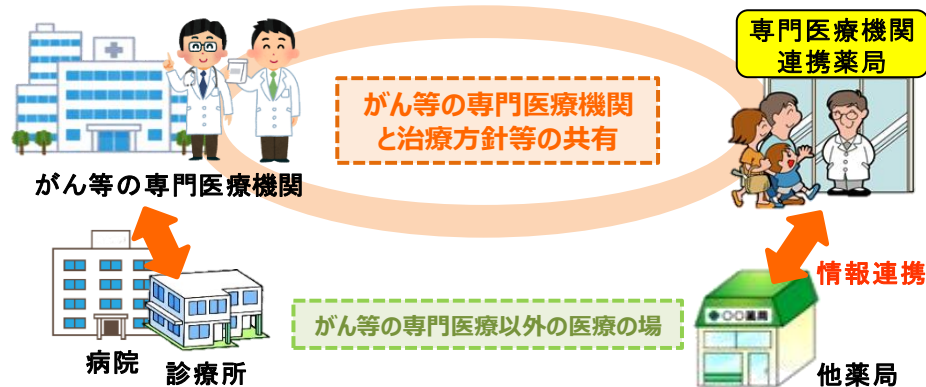 専門医療機関
連携薬局
がん等の専門医療機関
と治療方針等の共有
がん等の専門医療機関
情報連携
○○薬局
がん等の専門医療以外の医療の場
病院
診療所
他薬局